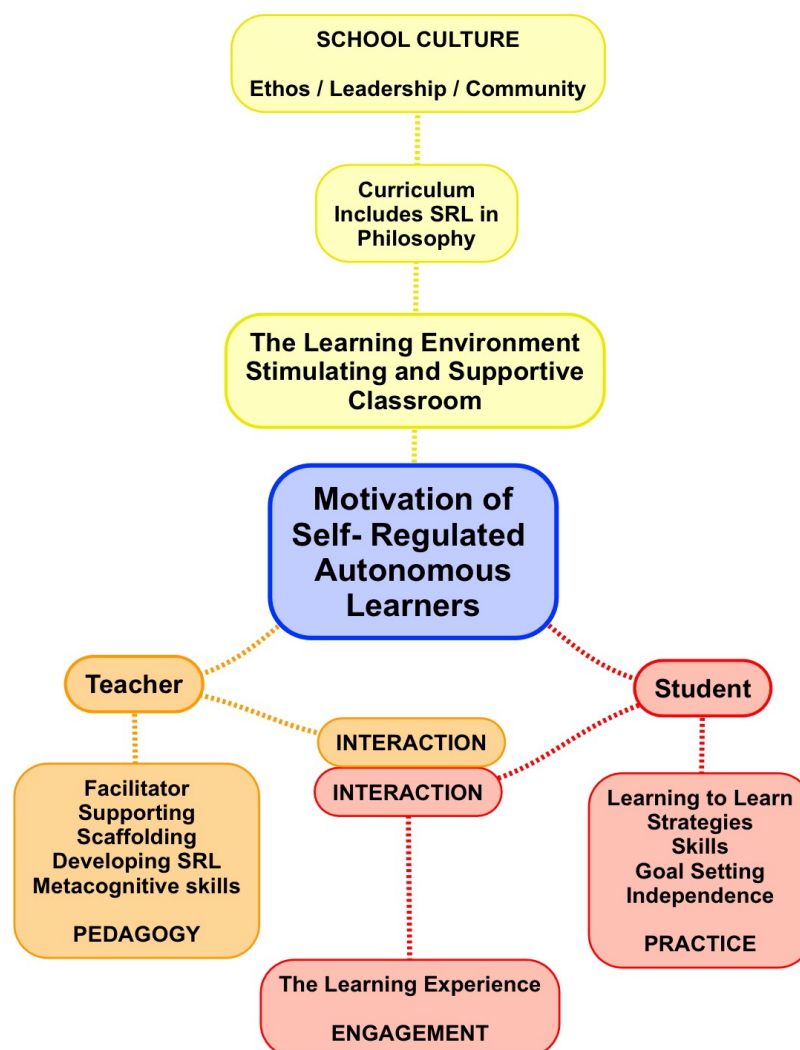 SCHOOL CULTURE
Ethos / Leadership / Community
Curriculum
Includes SRL in
Philosophy
The Learning Environment
Stimulating and Supportive
Classroom
Motivation of
Self- Regulated
Autonomous
Learners
Teacher
Student
INTERACTION
INTERACTION
Facilitator
Supporting
Scaffolding
Developing SRL
Metacognitive skills
PEDAGOGY
Learning to Learn
Strategies
Skills
Goal Setting
Independence
PRACTICE
The Learning Experience
ENGAGEMENT